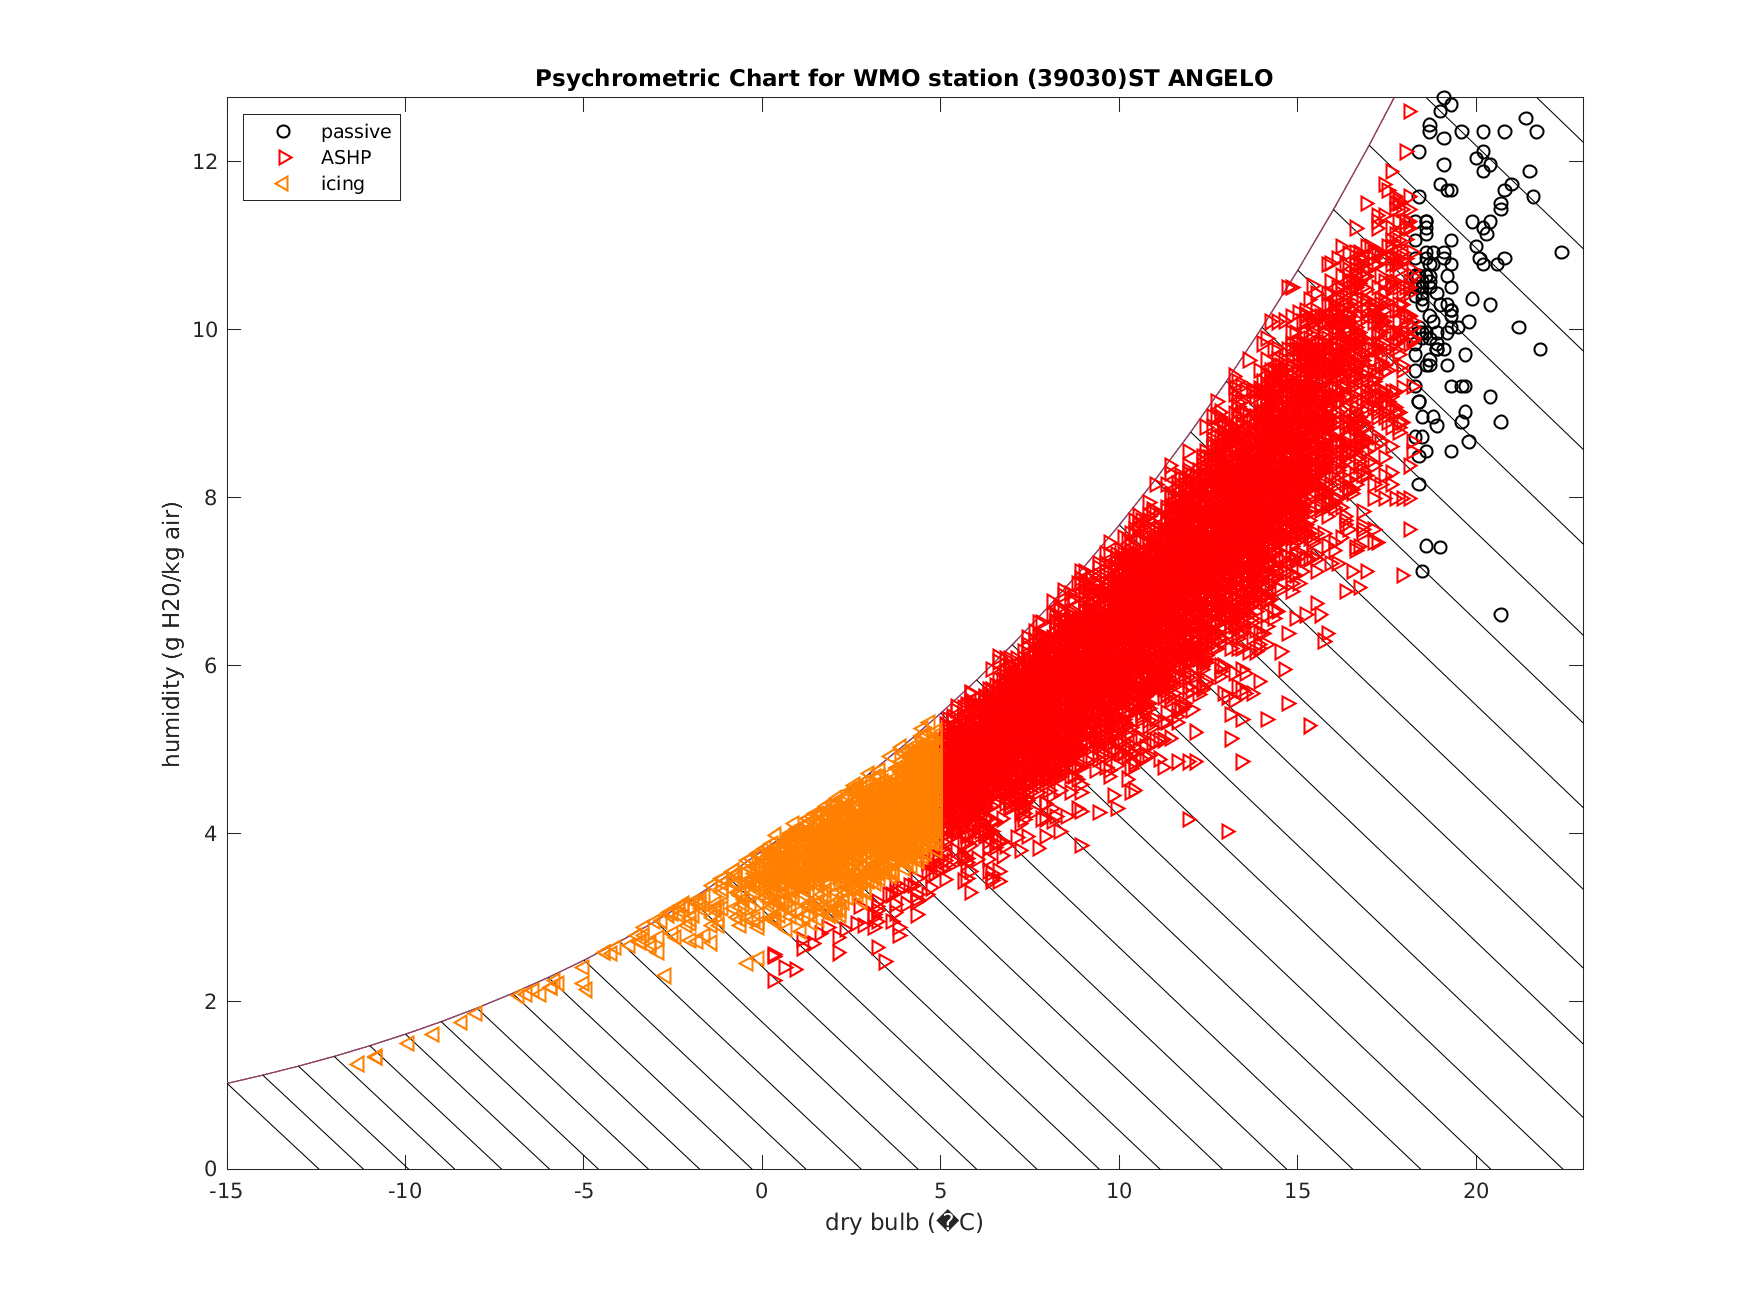 Psychrometric Chart for WMO station (39030)ST ANGELO
passive
ASHP
icing
humidity (g H20/kg air)
12
10
8
6
4
2
0
-15 -10 -5 0 5 10 15 20
dry bulb (�C)